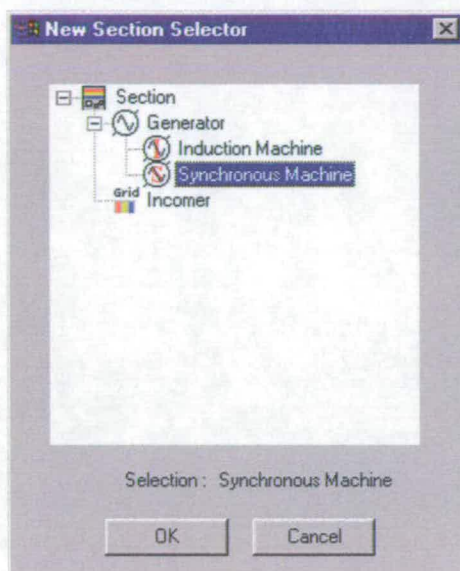 New Section Selector
Section
Generator
Induction Machine
Synchronous Machine
Grid Incomer
Selection : Synchronous Machine
OK Cancel